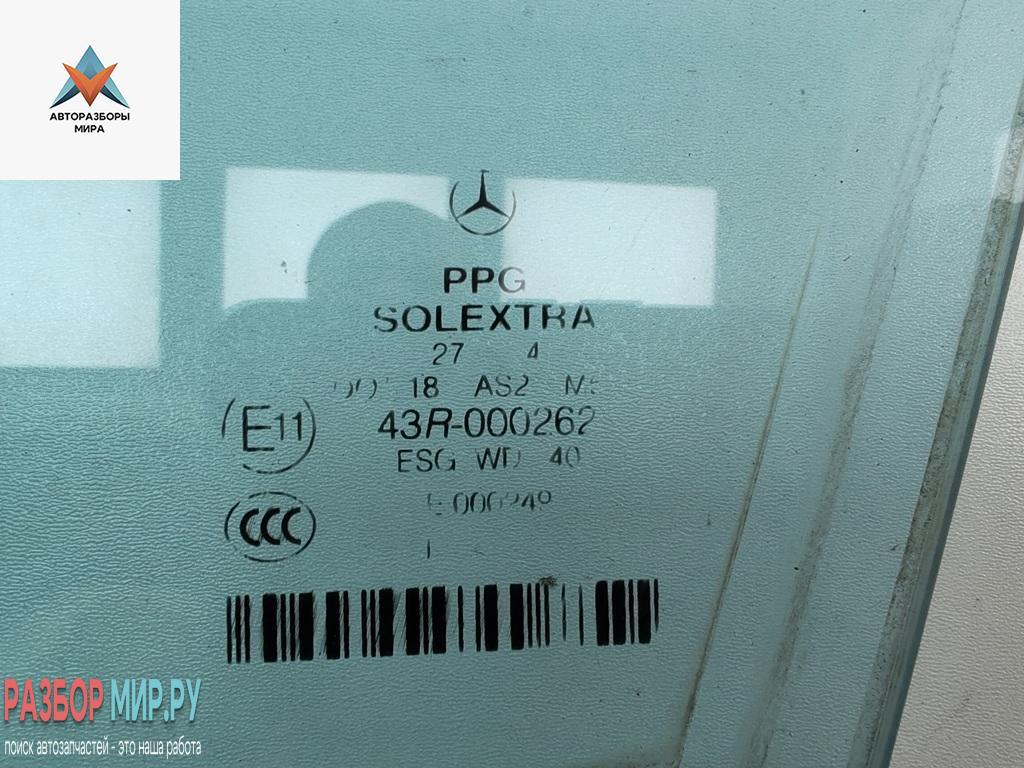 АВТОРАЗБОРЫ
МИРА
PPG
SOLEXTRA
27 4
18 AS2
E11
43R-000262
ESG 40
CCC
РАЗБОР МИР.РУ
поиск автозапчастей - это наша работа